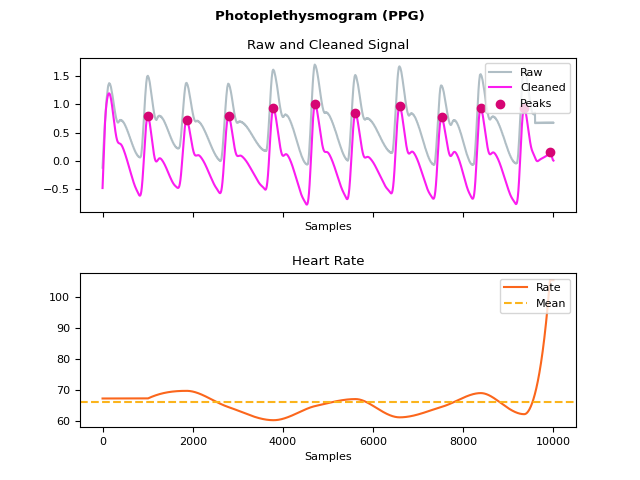 Photoplethysmogram (PPG)
Raw and Cleaned Signal
1.5
1.0
0.5
0.0
−0.5
Raw
Cleaned
Peaks
Samples
Heart Rate
100
90
80
70
60
Rate
Mean
0
2000
4000
6000
8000
10000
Samples